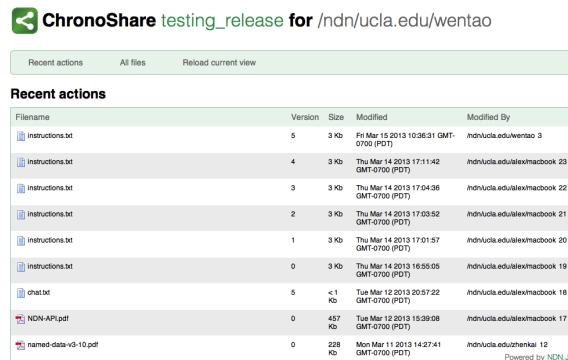 ChronoShare testing_release for /ndn/ucla.edu/wentao
Recent actions All files Reload current view
Recent actions
Filename Version Size Modified Modified By
instructions.txt 5 3 Kb Fri Mar 15 2013 10:36:31 GMT-
0700 (PDT) /ndn/ucla.edu/wentao 3
instructions.txt 4 3 Kb Thu Mar 14 2013 17:11:42
GMT-0700 (PDT) /ndn/ucla.edu/alex/macbook 23
instructions.txt 3 3 Kb Thu Mar 14 2013 17:04:36
GMT-0700 (PDT) /ndn/ucla.edu/alex/macbook 22
instructions.txt 2 3 Kb Thu Mar 14 2013 17:03:52
GMT-0700 (PDT) /ndn/ucla.edu/alex/macbook 21
instructions.txt 1 3 Kb Thu Mar 14 2013 17:01:57
GMT-0700 (PDT) /ndn/ucla.edu/alex/macbook 20
instructions.txt 0 3 Kb Thu Mar 14 2013 16:55:05
GMT-0700 (PDT) /ndn/ucla.edu/alex/macbook 19
chat.txt 5 < 1
Kb Tue Mar 12 2013 20:57:22
GMT-0700 (PDT) /ndn/ucla.edu/alex/macbook 18
NDN-API.pdf 0 457
Kb Tue Mar 12 2013 15:39:08
GMT-0700 (PDT) /ndn/ucla.edu/alex/macbook 17
named-data-v3-10.pdf 0 228
Kb Mon Mar 11 2013 14:27:41
GMT-0700 (PDT) /ndn/ucla.edu/zhenkai 12
Powered by NDN.J